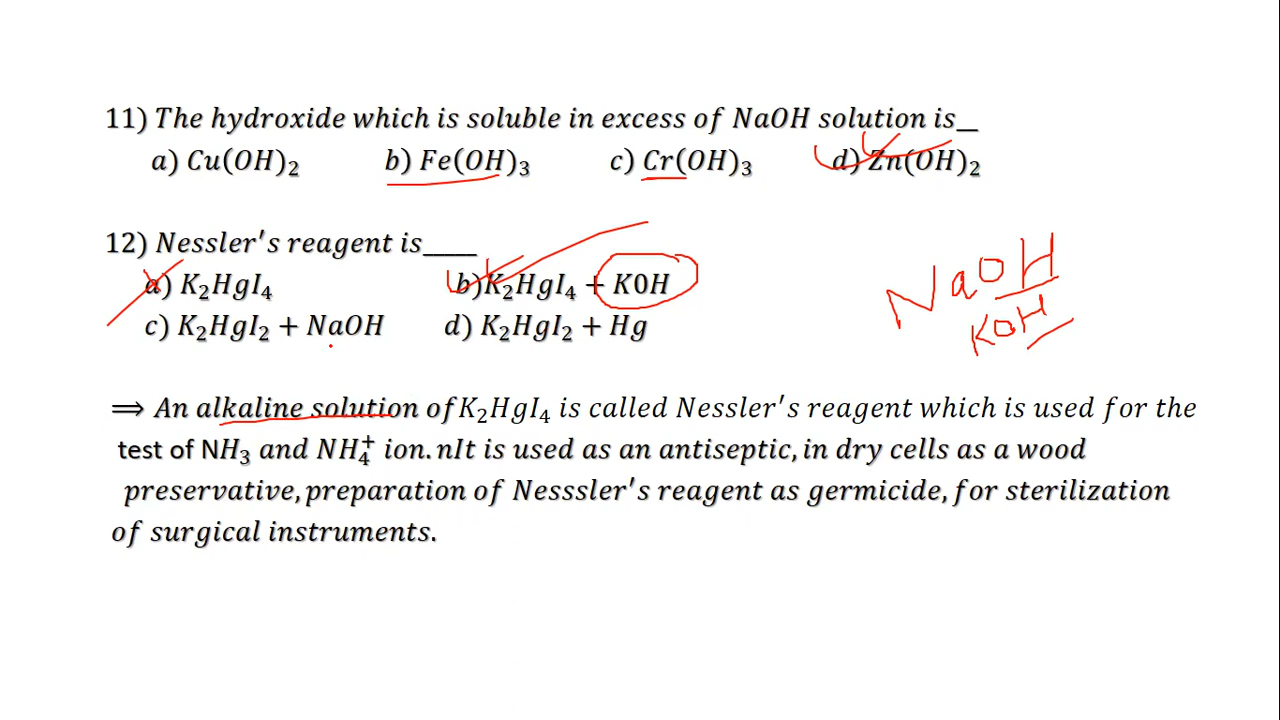 11) The hydroxide which is soluble in excess of NaOH solution is_
a) Cu(OH)₂ b) Fe(OH)₃ c) Cr(OH)₃ d) Zn(OH)₂
12) Nessler's reagent is____
a) K₂HgI₄ b)K₂HgI₄ + KOH
c) K₂HgI₂ + NaOH d) K₂HgI₂ + Hg
NaOH
KOH
⟹ An alkaline solution of K₂HgI₄ is called Nessler's reagent which is used for the
test of NH₃ and NH₄⁺ ion. nIt is used as an antiseptic, in dry cells as a wood
preservative, preparation of Nesssler's reagent as germicide, for sterilization
of surgical instruments.